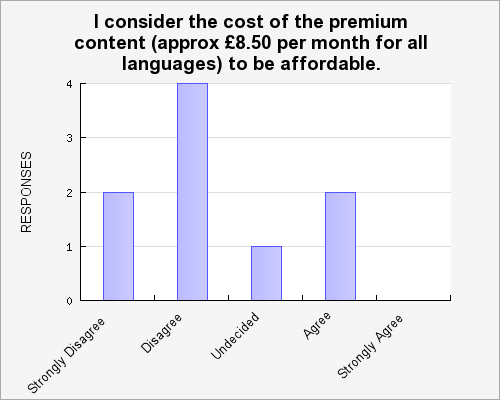 I consider the cost of the premium
content (approx £8.50 per month for all
languages) to be affordable.
4
3
2
1
0
RESPONSES
Strongly Disagree
Disagree
Undecided
Agree
Strongly Agree